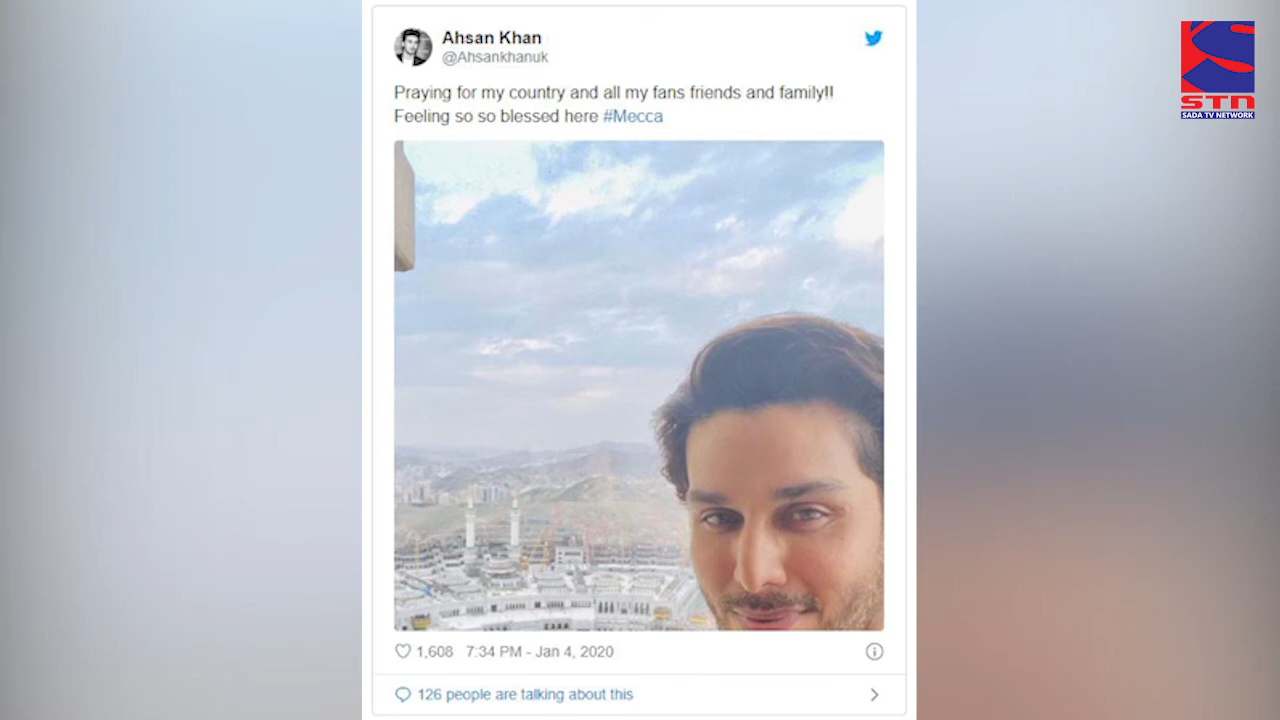 Ahsan Khan
@Ahsankhanuk
Praying for my country and all my fans friends and family!!
Feeling so so blessed here #Mecca
1,608 7:34 PM - Jan 4, 2020
126 people are talking about this
STN
SADA TV NETWORK